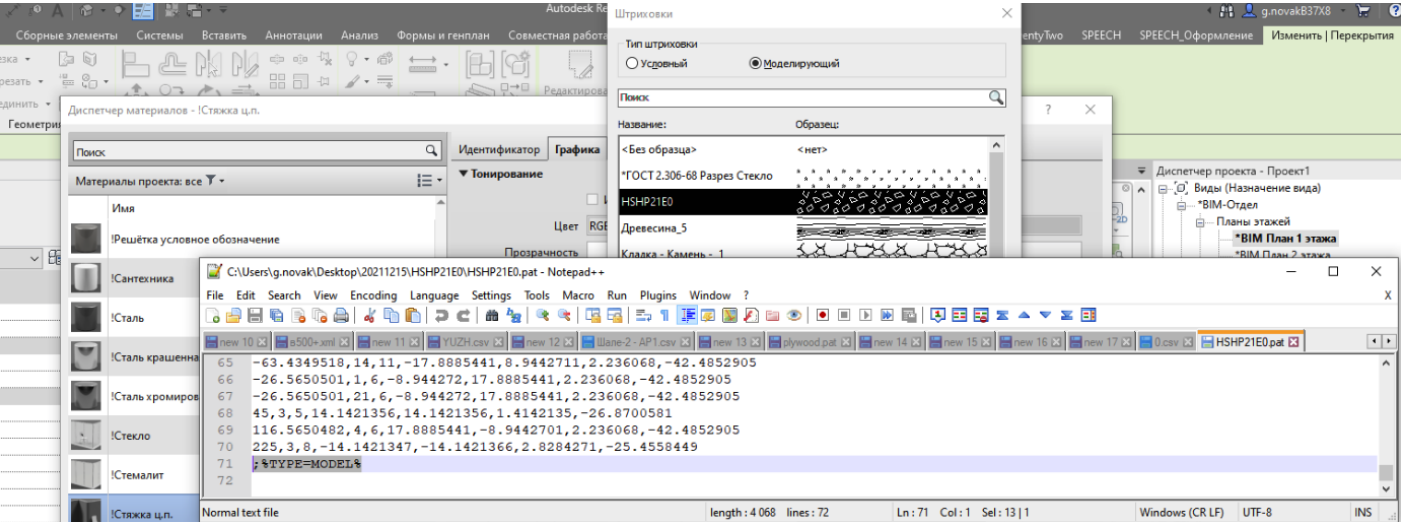 Autodesk Re
g.novakB37X8
Сборные элементы Системы Вставить Аннотации Анализ Формы и генплан Совместная работа
entyTwo SPEECH SPEECH_Оформление Изменить | Перекрытия
Геометрия
Редактирова
Штриховки
Тип штриховки
Условный Моделирующий
Поиск
Название: Образец:
<Без образца> <нет>
*ГОСТ 2.306-68 Разрез Стекло
HSHP21E0
Древесина_5
Кладка - Камень - 1
Диспетчер материалов - !Стяжка ц.п.
?
Поиск
Идентификатор Графика
Материалы проекта: все
Тонирование
Имя
Цвет RGB
Прозрачность
!Решётка условное обозначение
!Сантехника
!Сталь
!Сталь крашенна
!Сталь хромиров
!Стекло
!Стемалит
!Стяжка ц.п.
Диспетчер проекта - Проект1
Виды (Назначение вида)
*BIM-Отдел
Планы этажей
*BIM План 1 этажа
*BIM План 2 этажа
C:\Users\g.novak\Desktop\20211215\HSHP21E0\HSHP21E0.pat - Notepad++
File Edit Search View Encoding Language Settings Tools Macro Run Plugins Window ?
X
new 10 в500+.xml new 11 YUZH.csv new 12 Шале-2 - АР1.csv new 13 plywood.pat new 14 new 15 new 16 new 17 0.csv HSHP21E0.pat
65 -63.4349518,14,11,-17.8885441,8.9442711,2.236068,-42.4852905
66 -26.5650501,1,6,-8.944272,17.8885441,2.236068,-42.4852905
67 -26.5650501,21,6,-8.944272,17.8885441,2.236068,-42.4852905
68 45,3,5,14.1421356,14.1421356,1.4142135,-26.8700581
69 116.5650482,4,6,17.8885441,-8.9442701,2.236068,-42.4852905
70 225,3,8,-14.1421347,-14.1421366,2.8284271,-25.4558449
71 ;%TYPE=MODEL%
72
Normal text file length : 4 068 lines : 72 Ln : 71 Col : 1 Sel : 13 | 1 Windows (CR LF) UTF-8 INS